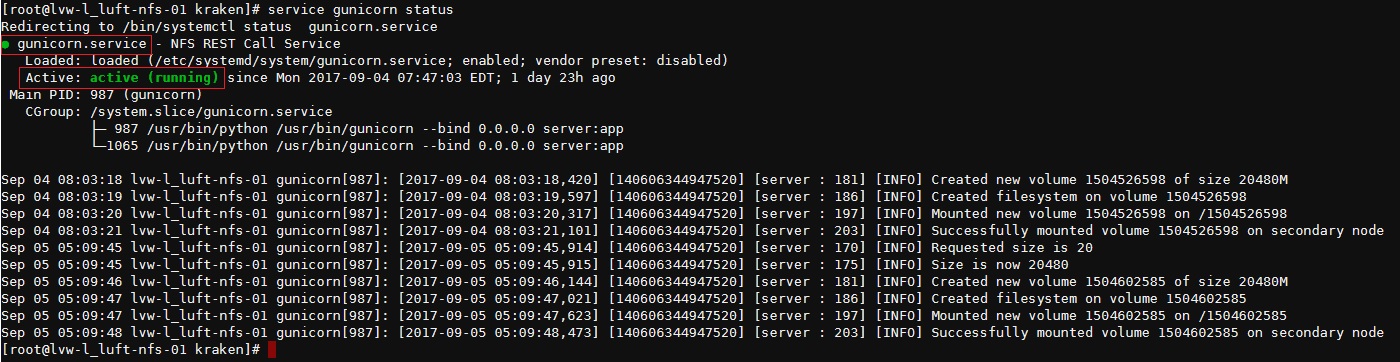 [root@lvw-l_luft-nfs-01 kraken]# service gunicorn status
Redirecting to /bin/systemctl status  gunicorn.service
● gunicorn.service - NFS REST Call Service
   Loaded: loaded (/etc/systemd/system/gunicorn.service; enabled; vendor preset: disabled)
   Active: active (running) since Mon 2017-09-04 07:47:03 EDT; 1 day 23h ago
 Main PID: 987 (gunicorn)
   CGroup: /system.slice/gunicorn.service
           ├─ 987 /usr/bin/python /usr/bin/gunicorn --bind 0.0.0.0 server:app
           └─1065 /usr/bin/python /usr/bin/gunicorn --bind 0.0.0.0 server:app

Sep 04 08:03:18 lvw-l_luft-nfs-01 gunicorn[987]: [2017-09-04 08:03:18,420] [140606344947520] [server : 181] [INFO] Created new volume 1504526598 of size 20480M
Sep 04 08:03:19 lvw-l_luft-nfs-01 gunicorn[987]: [2017-09-04 08:03:19,597] [140606344947520] [server : 186] [INFO] Created filesystem on volume 1504526598
Sep 04 08:03:20 lvw-l_luft-nfs-01 gunicorn[987]: [2017-09-04 08:03:20,317] [140606344947520] [server : 197] [INFO] Mounted new volume 1504526598 on /1504526598
Sep 04 08:03:21 lvw-l_luft-nfs-01 gunicorn[987]: [2017-09-04 08:03:21,101] [140606344947520] [server : 203] [INFO] Successfully mounted volume 1504526598 on secondary node
Sep 05 05:09:45 lvw-l_luft-nfs-01 gunicorn[987]: [2017-09-05 05:09:45,914] [140606344947520] [server : 170] [INFO] Requested size is 20
Sep 05 05:09:45 lvw-l_luft-nfs-01 gunicorn[987]: [2017-09-05 05:09:45,915] [140606344947520] [server : 175] [INFO] Size is now 20480
Sep 05 05:09:46 lvw-l_luft-nfs-01 gunicorn[987]: [2017-09-05 05:09:46,144] [140606344947520] [server : 181] [INFO] Created new volume 1504602585 of size 20480M
Sep 05 05:09:47 lvw-l_luft-nfs-01 gunicorn[987]: [2017-09-05 05:09:47,021] [140606344947520] [server : 186] [INFO] Created filesystem on volume 1504602585
Sep 05 05:09:47 lvw-l_luft-nfs-01 gunicorn[987]: [2017-09-05 05:09:47,623] [140606344947520] [server : 197] [INFO] Mounted new volume 1504602585 on /1504602585
Sep 05 05:09:48 lvw-l_luft-nfs-01 gunicorn[987]: [2017-09-05 05:09:48,473] [140606344947520] [server : 203] [INFO] Successfully mounted volume 1504602585 on secondary node
[root@lvw-l_luft-nfs-01 kraken]#